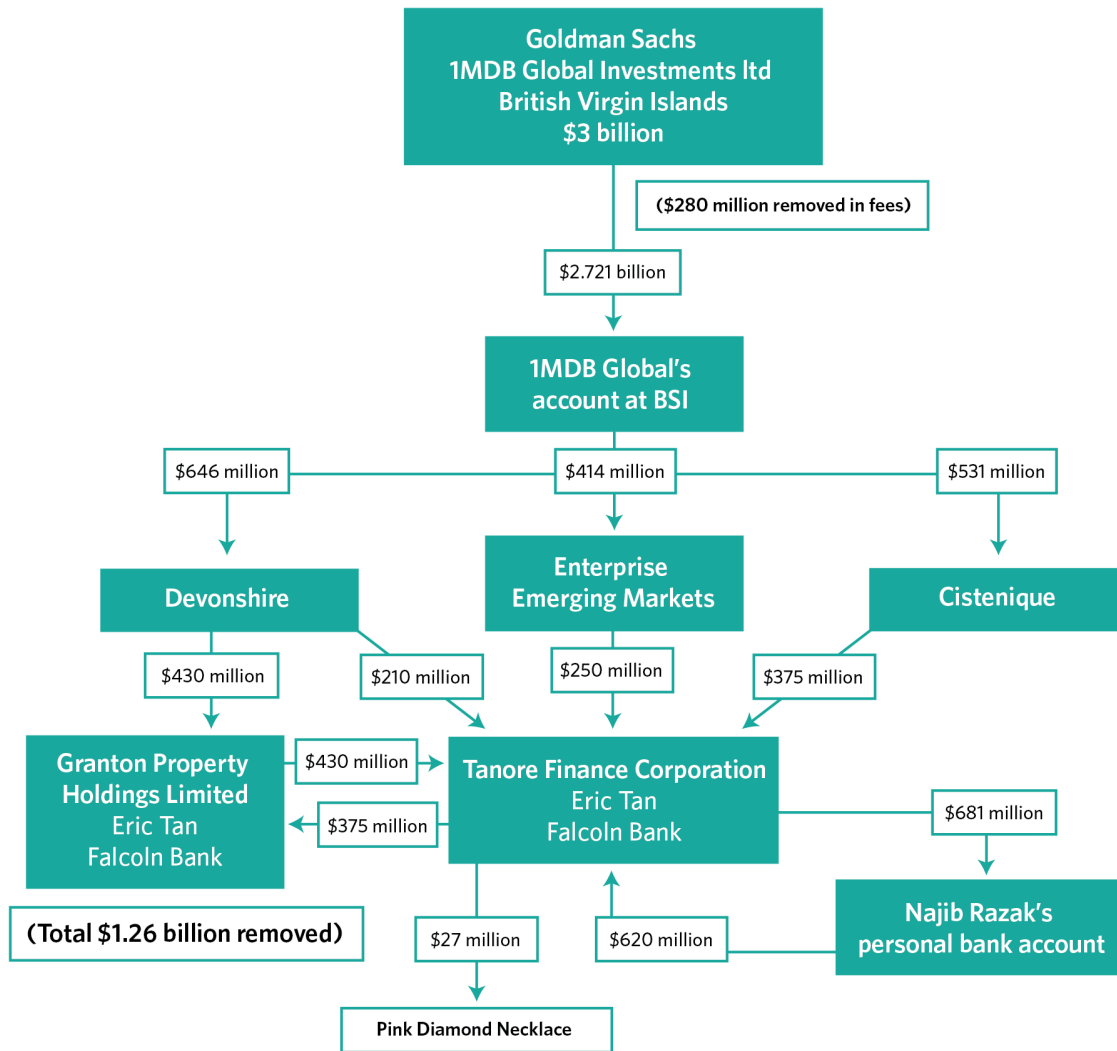 Goldman Sachs
1MDB Global Investments ltd
British Virgin Islands
$3 billion
($280 million removed in fees)
$2.721 billion
1MDB Global's
account at BSI
$646 million
$414 million
$531 million
Devonshire
Enterprise
Emerging Markets
Cistenique
$430 million
$210 million
$250 million
$375 million
Granton Property
Holdings Limited
Eric Tan
Falcoln Bank
$430 million
$375 million
Tanore Finance Corporation
Eric Tan
Falcoln Bank
$681 million
(Total $1.26 billion removed)
$27 million
$620 million
Najib Razak's
personal bank account
Pink Diamond Necklace